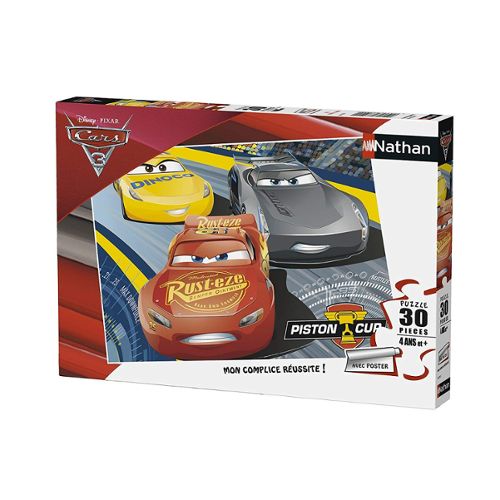 Disney · PIXAR
Cars
3
Nathan
DINOCO
Rust-eze
Rust-eze
PISTON CUP
PUZZLE
30
PIECES
4 ANS et +
AVEC POSTER
MON COMPLICE RÉUSSITE !
30